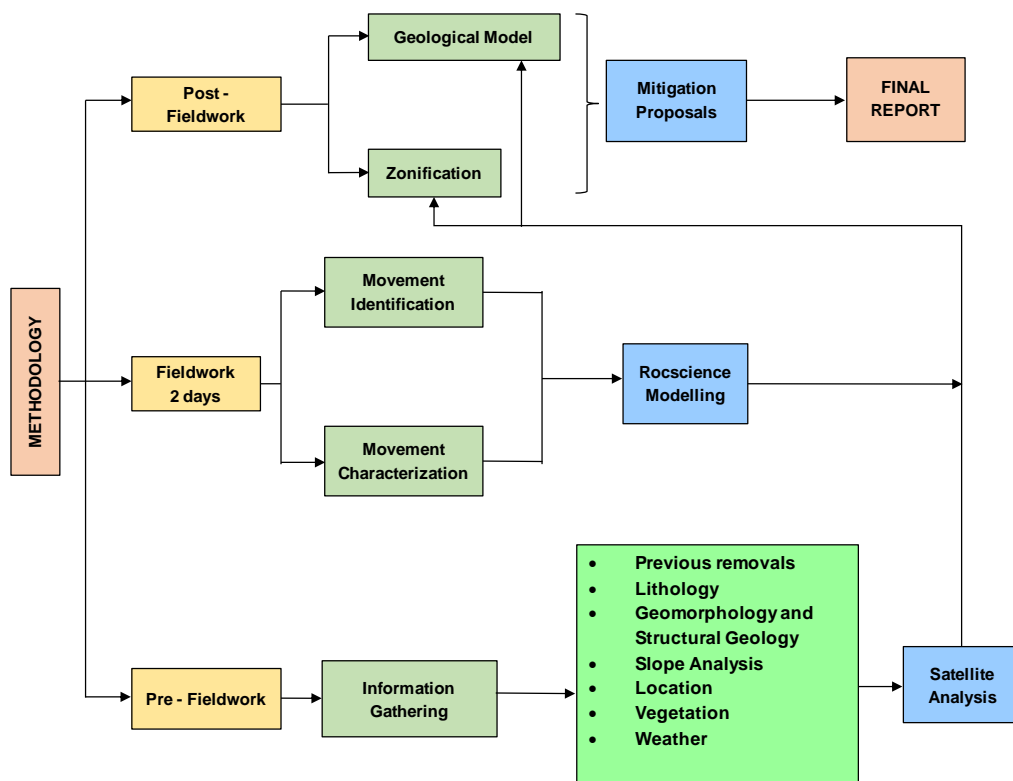 METHODOLOGY
Post -
Fieldwork
Geological Model
Zonification
Mitigation
Proposals
FINAL
REPORT
Fieldwork
2 days
Movement
Identification
Movement
Characterization
Rocscience
Modelling
Pre - Fieldwork
Information
Gathering
• Previous removals
• Lithology
• Geomorphology and
Structural Geology
• Slope Analysis
• Location
• Vegetation
• Weather
Satellite
Analysis